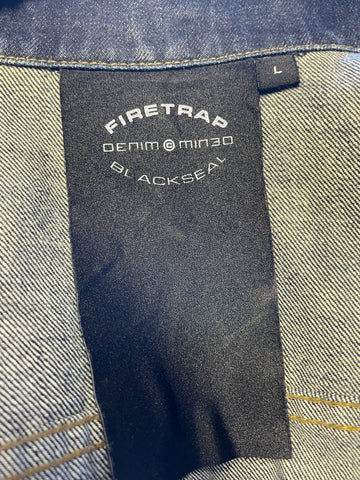 FIRETRAP
DENIM © MIN3D
BLACKSEAL
L